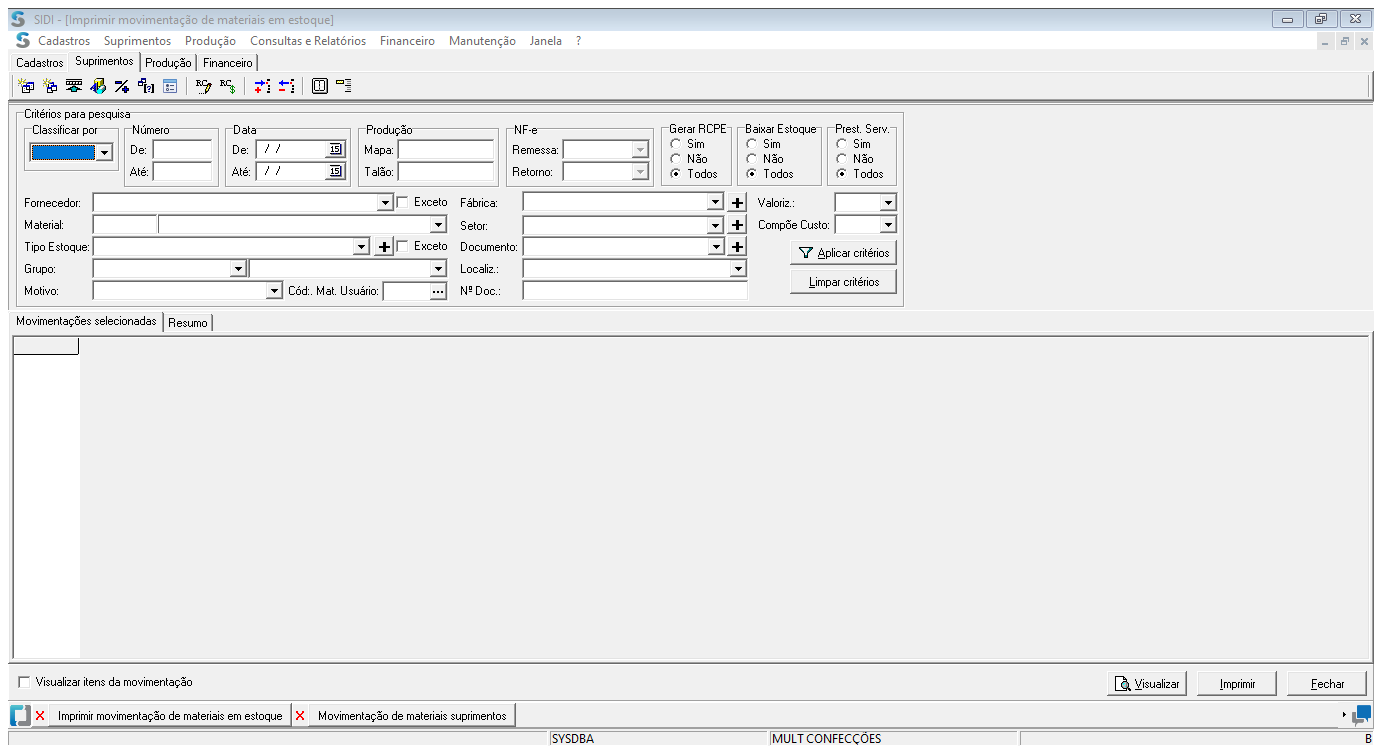 SIDI - [Imprimir movimentação de materiais em estoque]
Cadastros Suprimentos Produção Consultas e Relatórios Financeiro Manutenção Janela ?
Cadastros Suprimentos Produção Financeiro
Critérios para pesquisa
Classificar por Número Data Produção NF-e Gerar RCPE Baixar Estoque Prest. Serv.
De: De: / / 15 Mapa: Remessa: Sim Sim Sim
Não Não Não
Até: Até: / / 15 Talão: Retorno: Todos Todos Todos
Fornecedor: Exceto Fábrica: Valoriz.:
Material: Setor: Compõe Custo:
Tipo Estoque: Exceto Documento: Aplicar critérios
Grupo: Localiz.: Limpar critérios
Motivo: Cód:. Mat. Usuário: ... Nº Doc.:
Movimentações selecionadas Resumo
Visualizar itens da movimentação Visualizar Imprimir Fechar
Imprimir movimentação de materiais em estoque Movimentação de materiais suprimentos
SYSDBA MULT CONFECÇÕES B